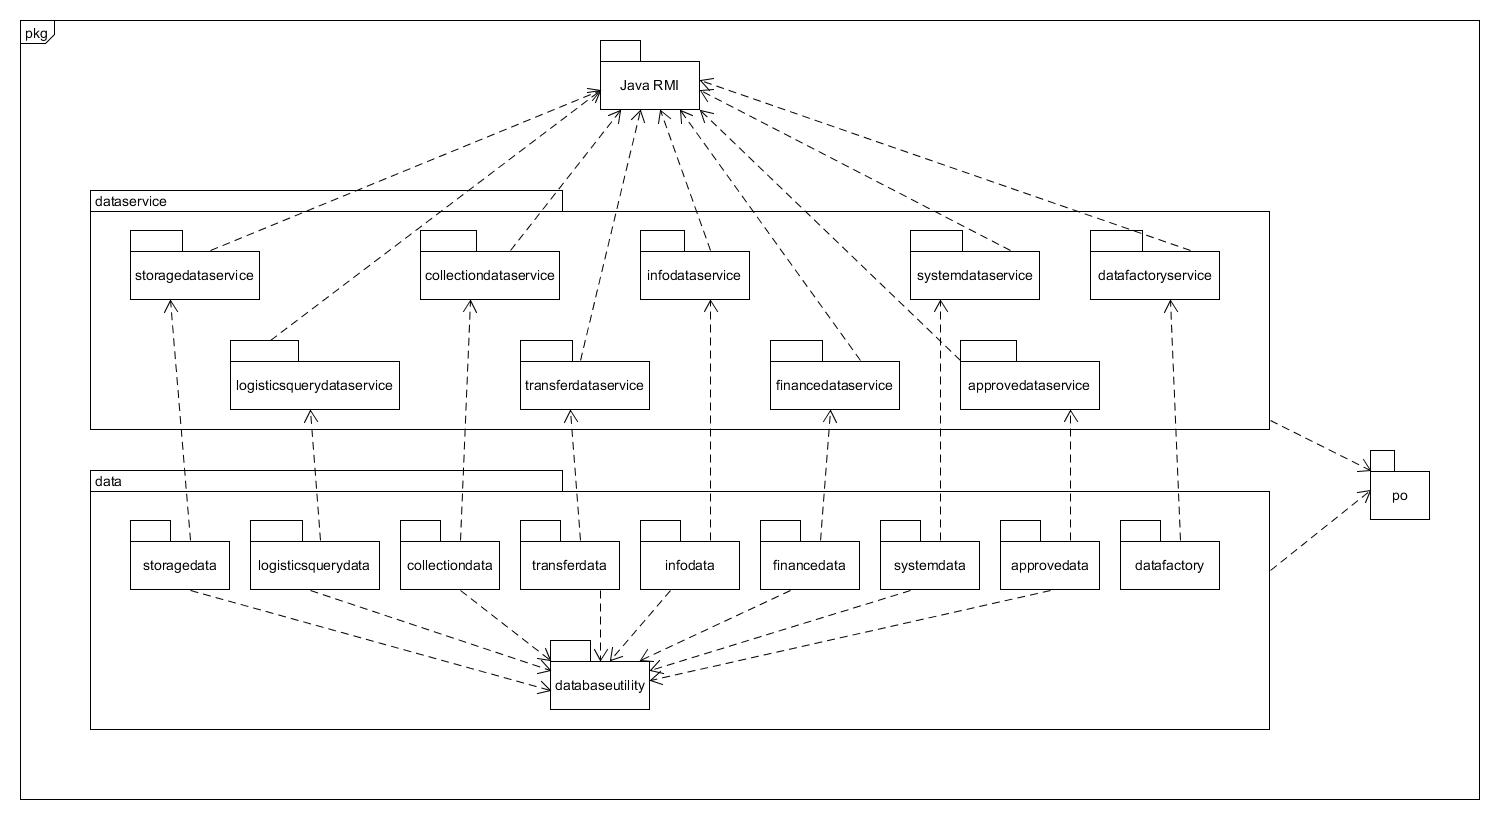 pkg
Java RMI
dataservice
storagedataservice
collectiondataservice
infodataservice
systemdataservice
datafactoryservice
logisticsquerydataservice
transferdataservice
financedataservice
approvedataservice
data
po
storagedata
logisticsquerydata
collectiondata
transferdata
infodata
financedata
systemdata
approvedata
datafactory
databaseutility